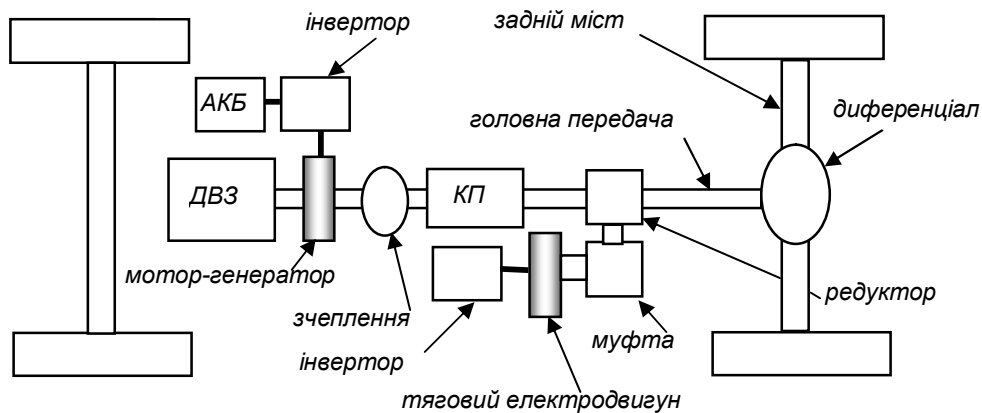 інвертор
задній міст
АКБ
диференціал
головна передача
ДВЗ
КП
мотор-генератор
зчеплення
редуктор
інвертор
муфта
тяговий електродвигун